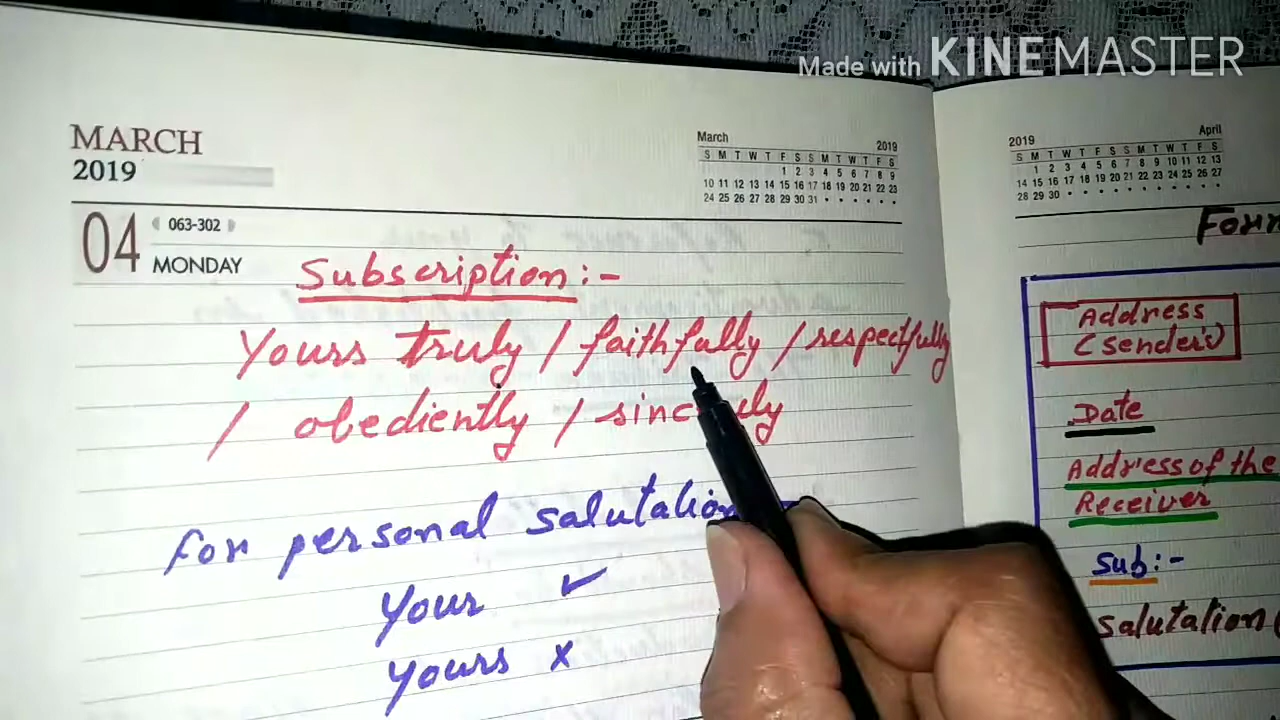 Made with KINEMASTER
MARCH
2019
04
063-302
MONDAY
March 2019
S M T W T F S S M T W T F S
1 2 3 4 5 6 7 8 9
10 11 12 13 14 15 16 17 18 19 20 21 22 23
24 25 26 27 28 29 30 31
Subscription:-
Yours truly / faithfully / respectfully
/ obediently / sincerely
For personal salutation
Your ✓
Yours x
2019 April
S M T W T F S S M T W T F S
1 2 3 4 5 6 7 8 9 10 11 12 13
14 15 16 17 18 19 20 21 22 23 24 25 26 27
28 29 30
Address
(sender's)
Date
Address of the
Receiver
Sub:-
Salutation (